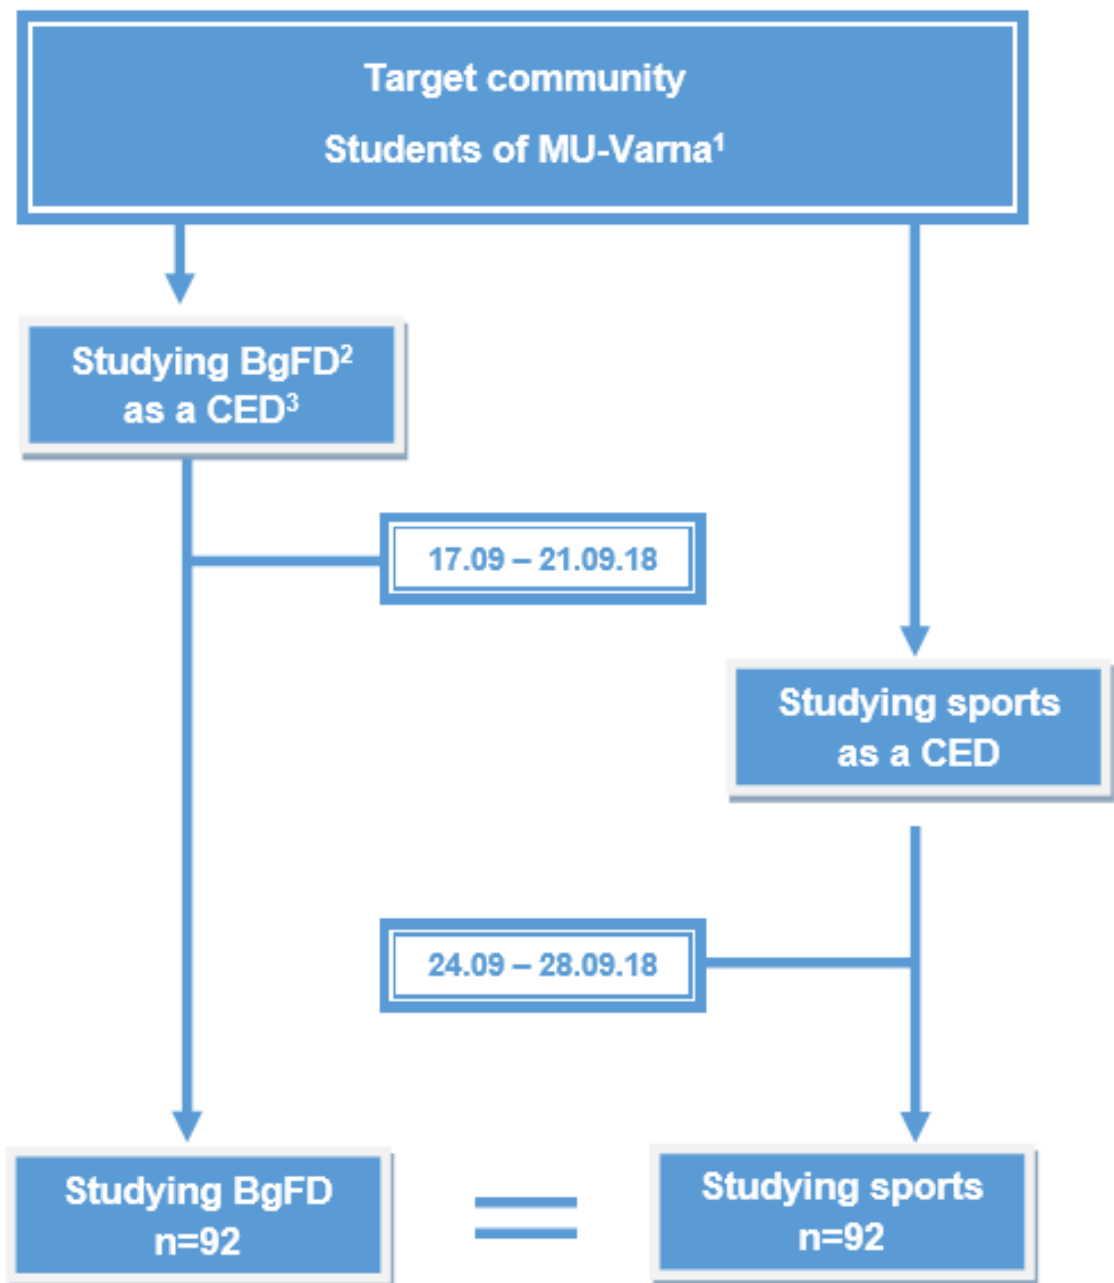 Target community
Students of MU-Varna¹
Studying BgFD²
as a CED³
17.09 – 21.09.18
Studying sports
as a CED
24.09 – 28.09.18
Studying BgFD
n=92
=
Studying sports
n=92